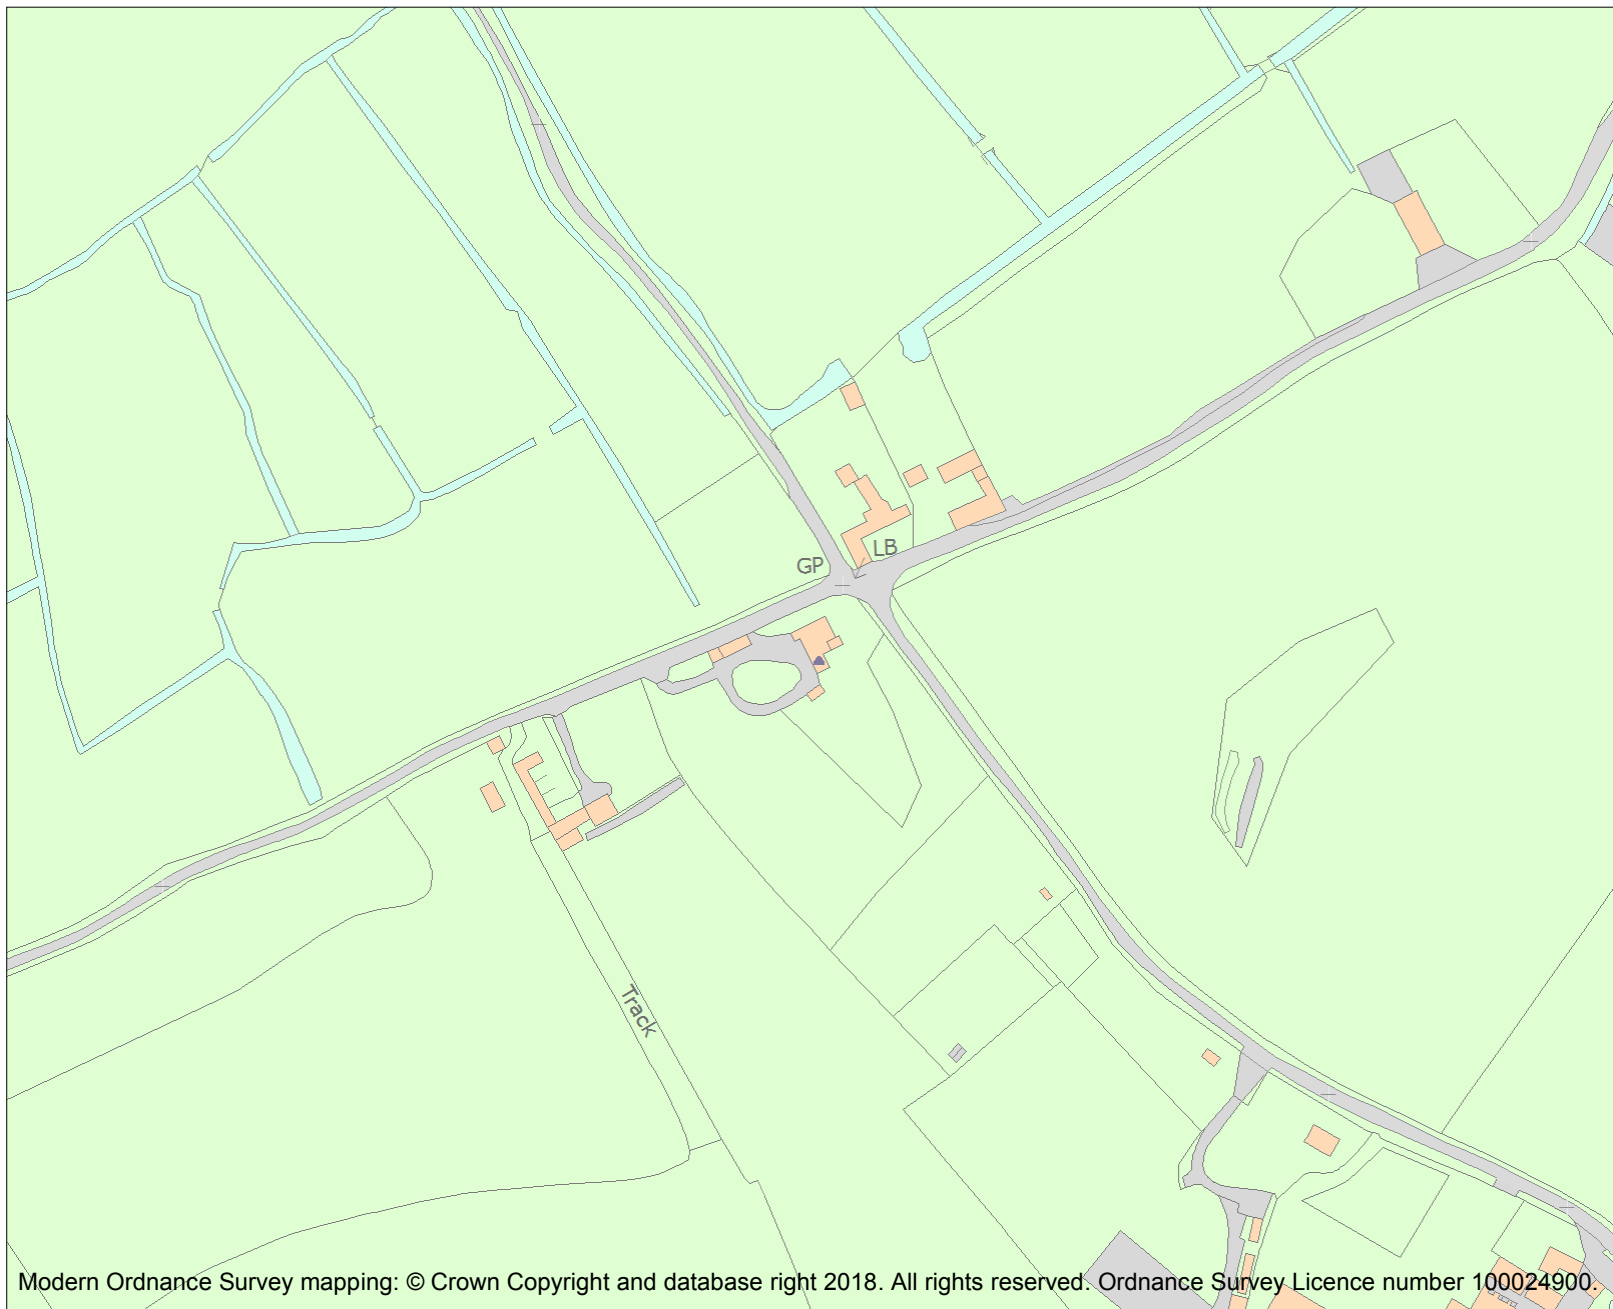 LB
GP
Track
Modern Ordnance Survey mapping: © Crown Copyright and database right 2018. All rights reserved. Ordnance Survey Licence number 100024900.